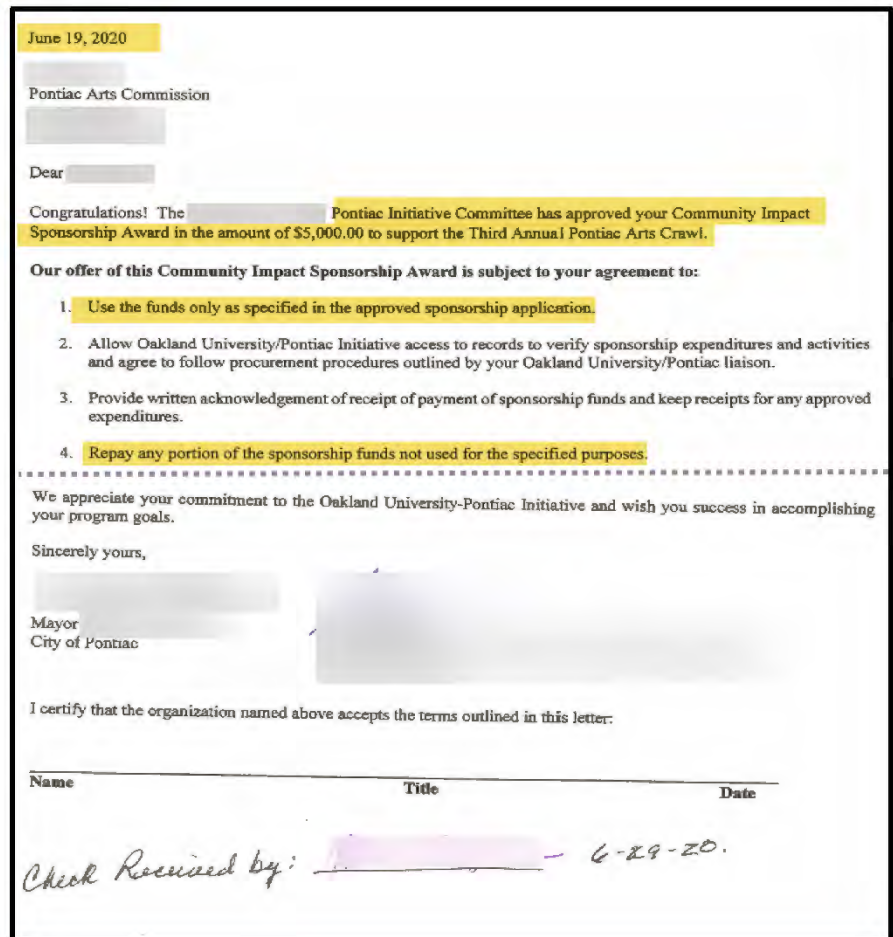 June 19, 2020
Pontiac Arts Commission
Dear
Congratulations! The Pontiac Initiative Committee has approved your Community Impact
Sponsorship Award in the amount of $5,000.00 to support the Third Annual Pontiac Arts Crawl.
Our offer of this Community Impact Sponsorship Award is subject to your agreement to:
1. Use the funds only as specified in the approved sponsorship application.
2. Allow Oakland University/Pontiac Initiative access to records to verify sponsorship expenditures and activities
and agree to follow procurement procedures outlined by your Oakland University/Pontiac liaison.
3. Provide written acknowledgement of receipt of payment of sponsorship funds and keep receipts for any approved
expenditures.
4. Repay any portion of the sponsorship funds not used for the specified purposes.
We appreciate your commitment to the Oakland University-Pontiac Initiative and wish you success in accomplishing
your program goals.
Sincerely yours,
Mayor
City of Pontiac
I certify that the organization named above accepts the terms outlined in this letter:
Name Title Date
Check Received by: - 6-29-20.